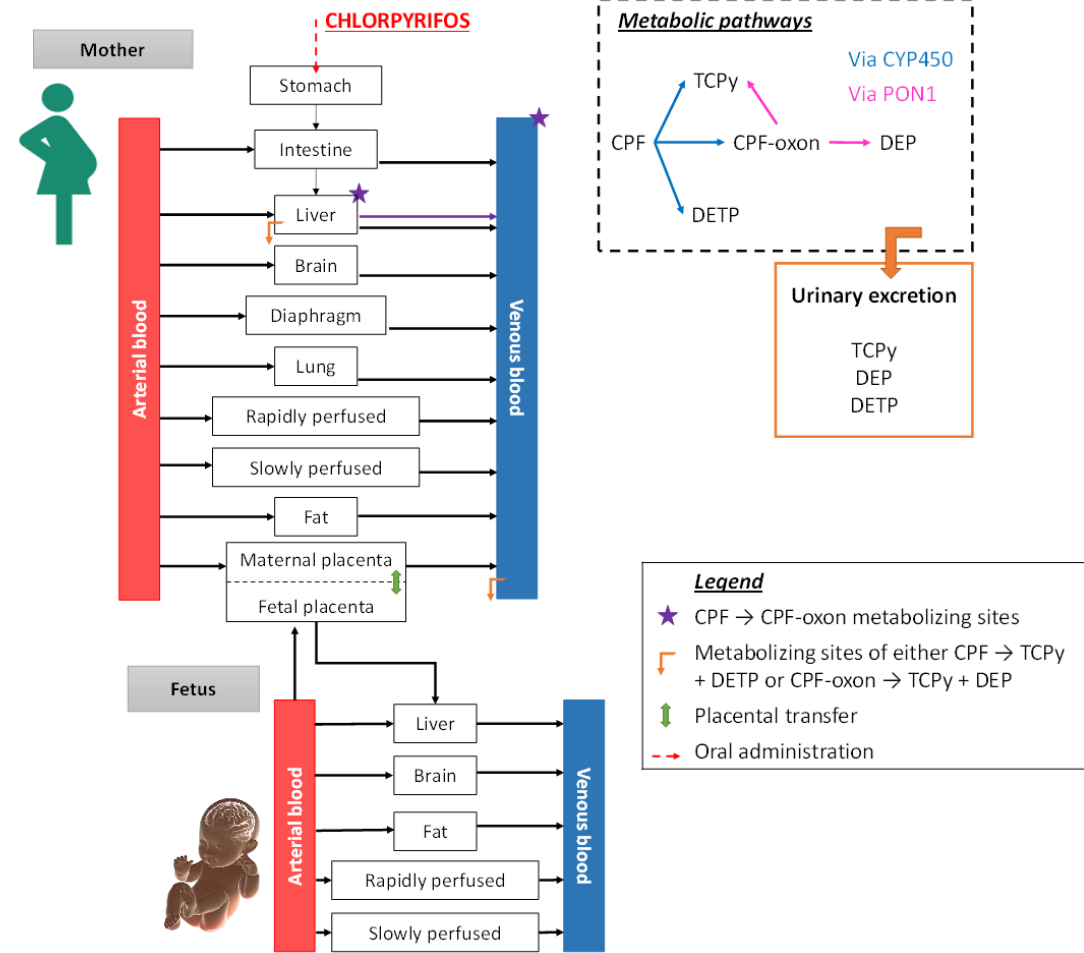 CHLORPYRIFOS
Mother
Stomach
Intestine
Liver
Brain
Diaphragm
Lung
Rapidly perfused
Slowly perfused
Fat
Maternal placenta
Fetal placenta
Arterial blood
Venous blood
Fetus
Liver
Brain
Fat
Rapidly perfused
Slowly perfused
Arterial blood
Venous blood
Metabolic pathways
Via CYP450
Via PON1
TCPy
CPF
CPF-oxon
DEP
DETP
Urinary excretion
TCPy
DEP
DETP
Legend
CPF → CPF-oxon metabolizing sites
Metabolizing sites of either CPF → TCPy
+ DETP or CPF-oxon → TCPy + DEP
Placental transfer
Oral administration